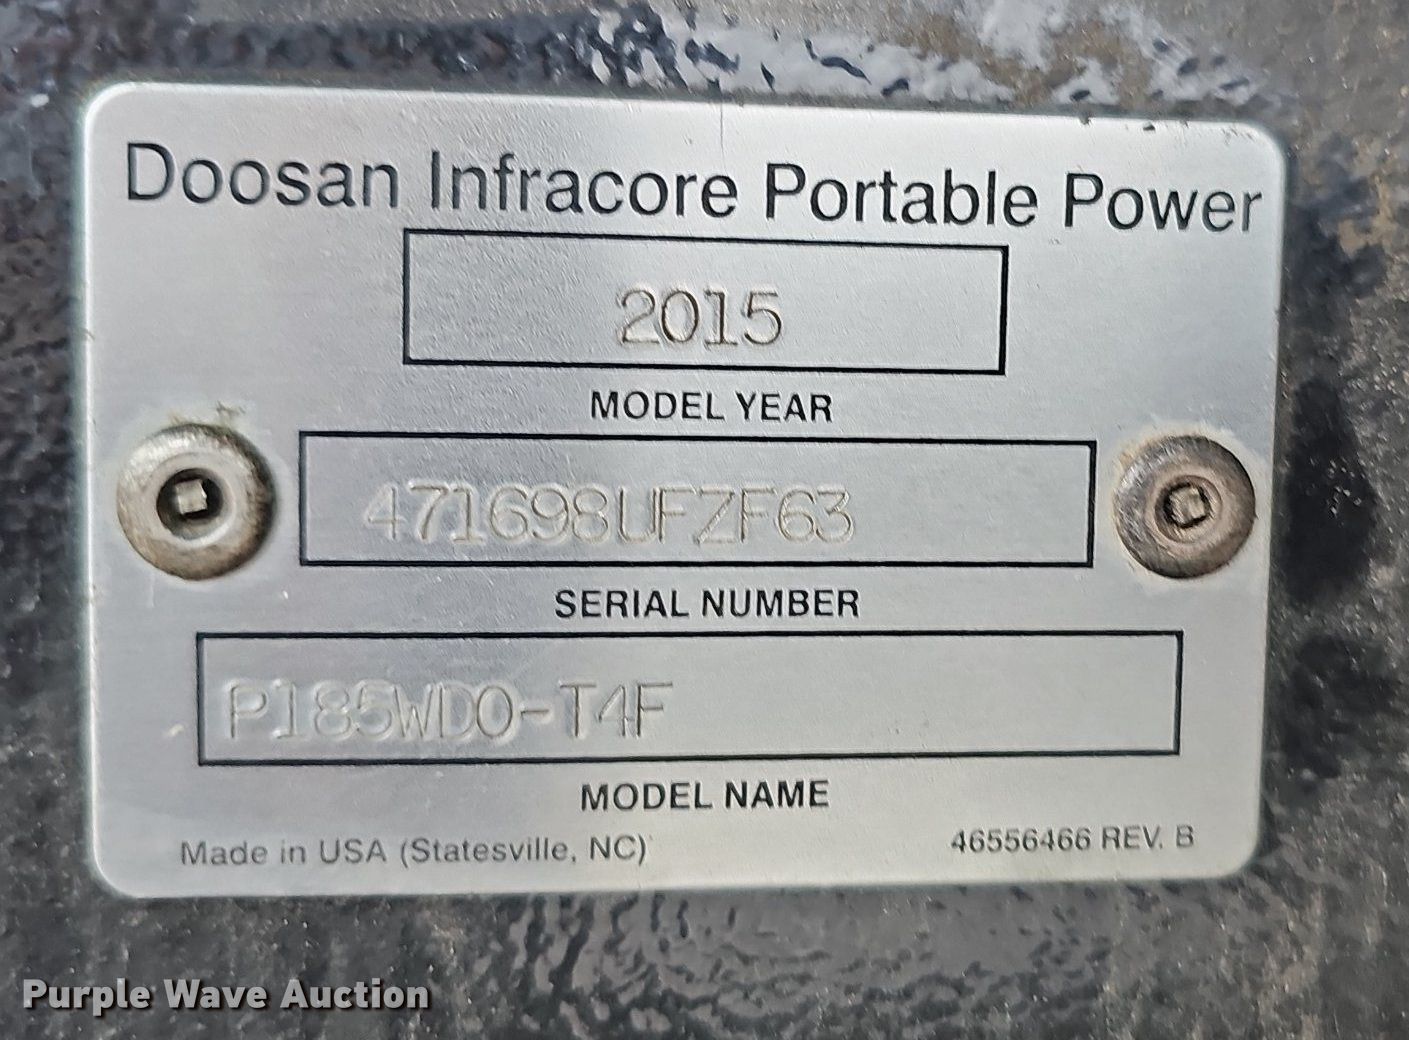 Doosan Infracore Portable Power
2015
MODEL YEAR
471698UFZF63
SERIAL NUMBER
P185WDO-T4F
MODEL NAME
Made in USA (Statesville, NC)
46556466 REV. B
Purple Wave Auction